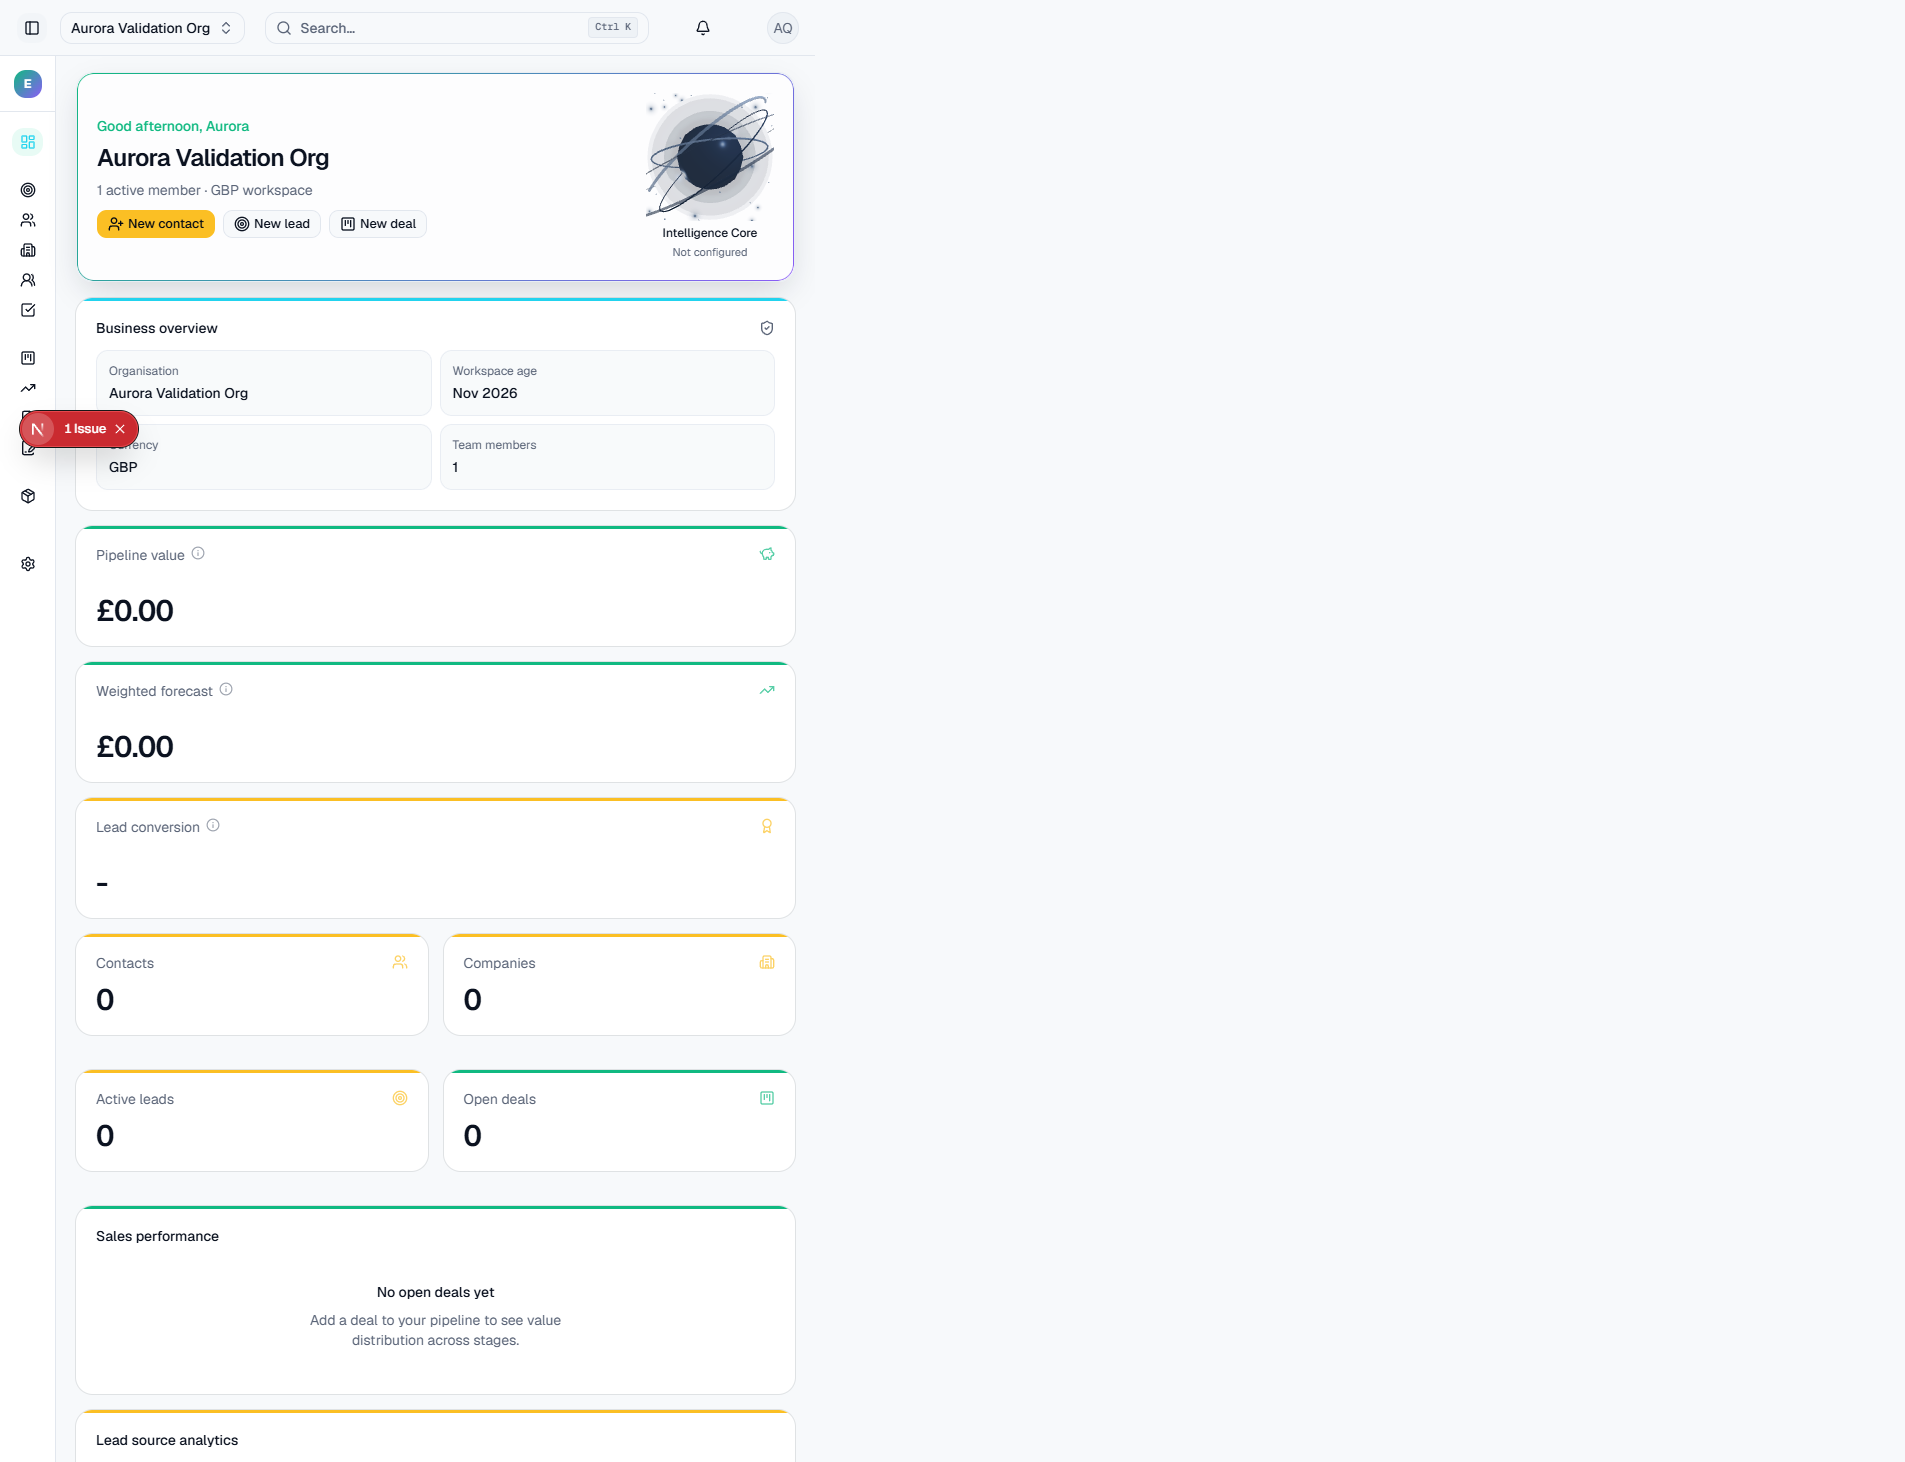 Aurora Validation Org
Search...
Ctrl K
AQ
E
Good afternoon, Aurora
Aurora Validation Org
1 active member · GBP workspace
New contact
New lead
New deal
Intelligence Core
Not configured
Business overview
Organisation
Aurora Validation Org
Workspace age
Nov 2026
1 Issue
GBP
Team members
1
Pipeline value
£0.00
Weighted forecast
£0.00
Lead conversion
-
Contacts
0
Companies
0
Active leads
0
Open deals
0
Sales performance
No open deals yet
Add a deal to your pipeline to see value
distribution across stages.
Lead source analytics